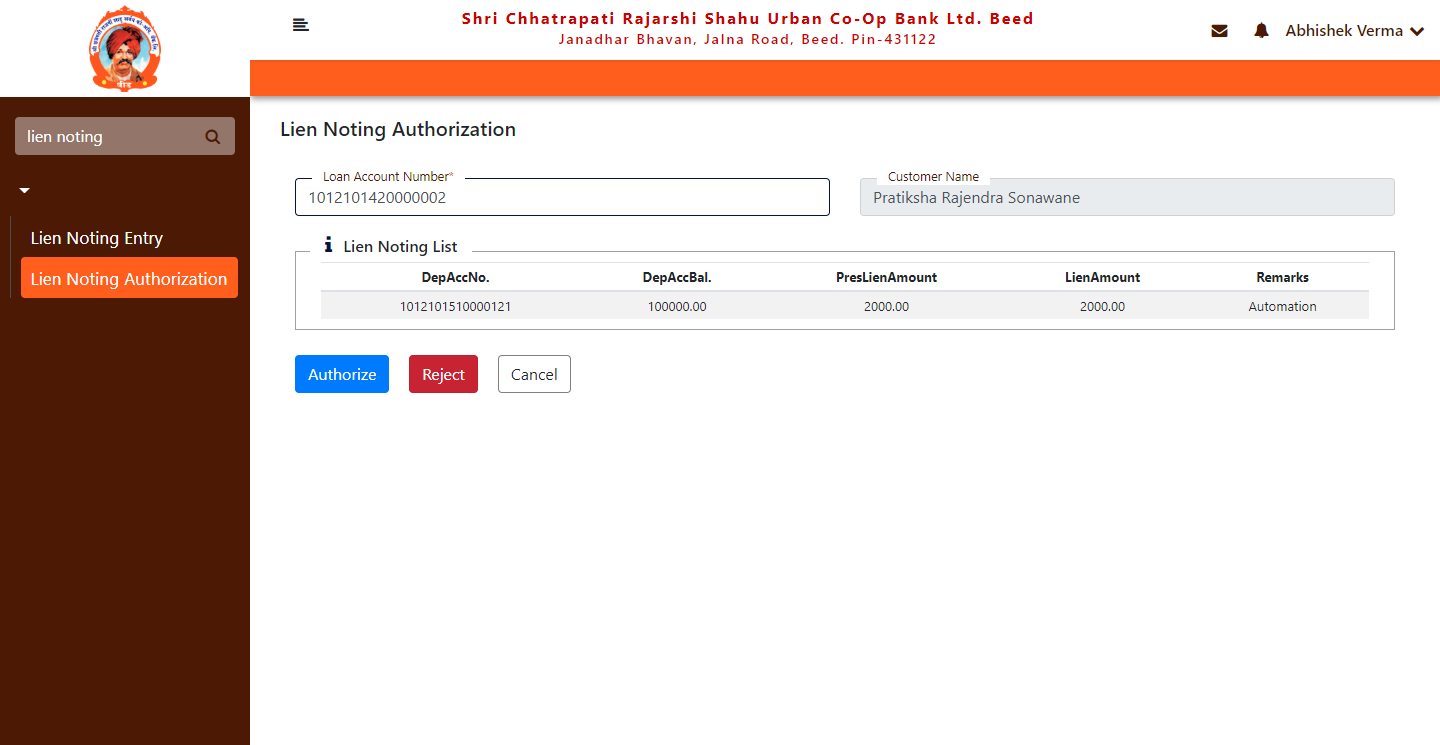 Shri Chhatrapati Rajarshi Shahu Urban Co-Op Bank Ltd. Beed
Janadhar Bhavan, Jalna Road, Beed. Pin-431122
Abhishek Verma
lien noting
Lien Noting Entry
Lien Noting Authorization
Lien Noting Authorization
Loan Account Number*
1012101420000002
Customer Name
Pratiksha Rajendra Sonawane
Lien Noting List
DepAccNo. DepAccBal. PresLienAmount LienAmount Remarks
1012101510000121 100000.00 2000.00 2000.00 Automation
Authorize Reject Cancel